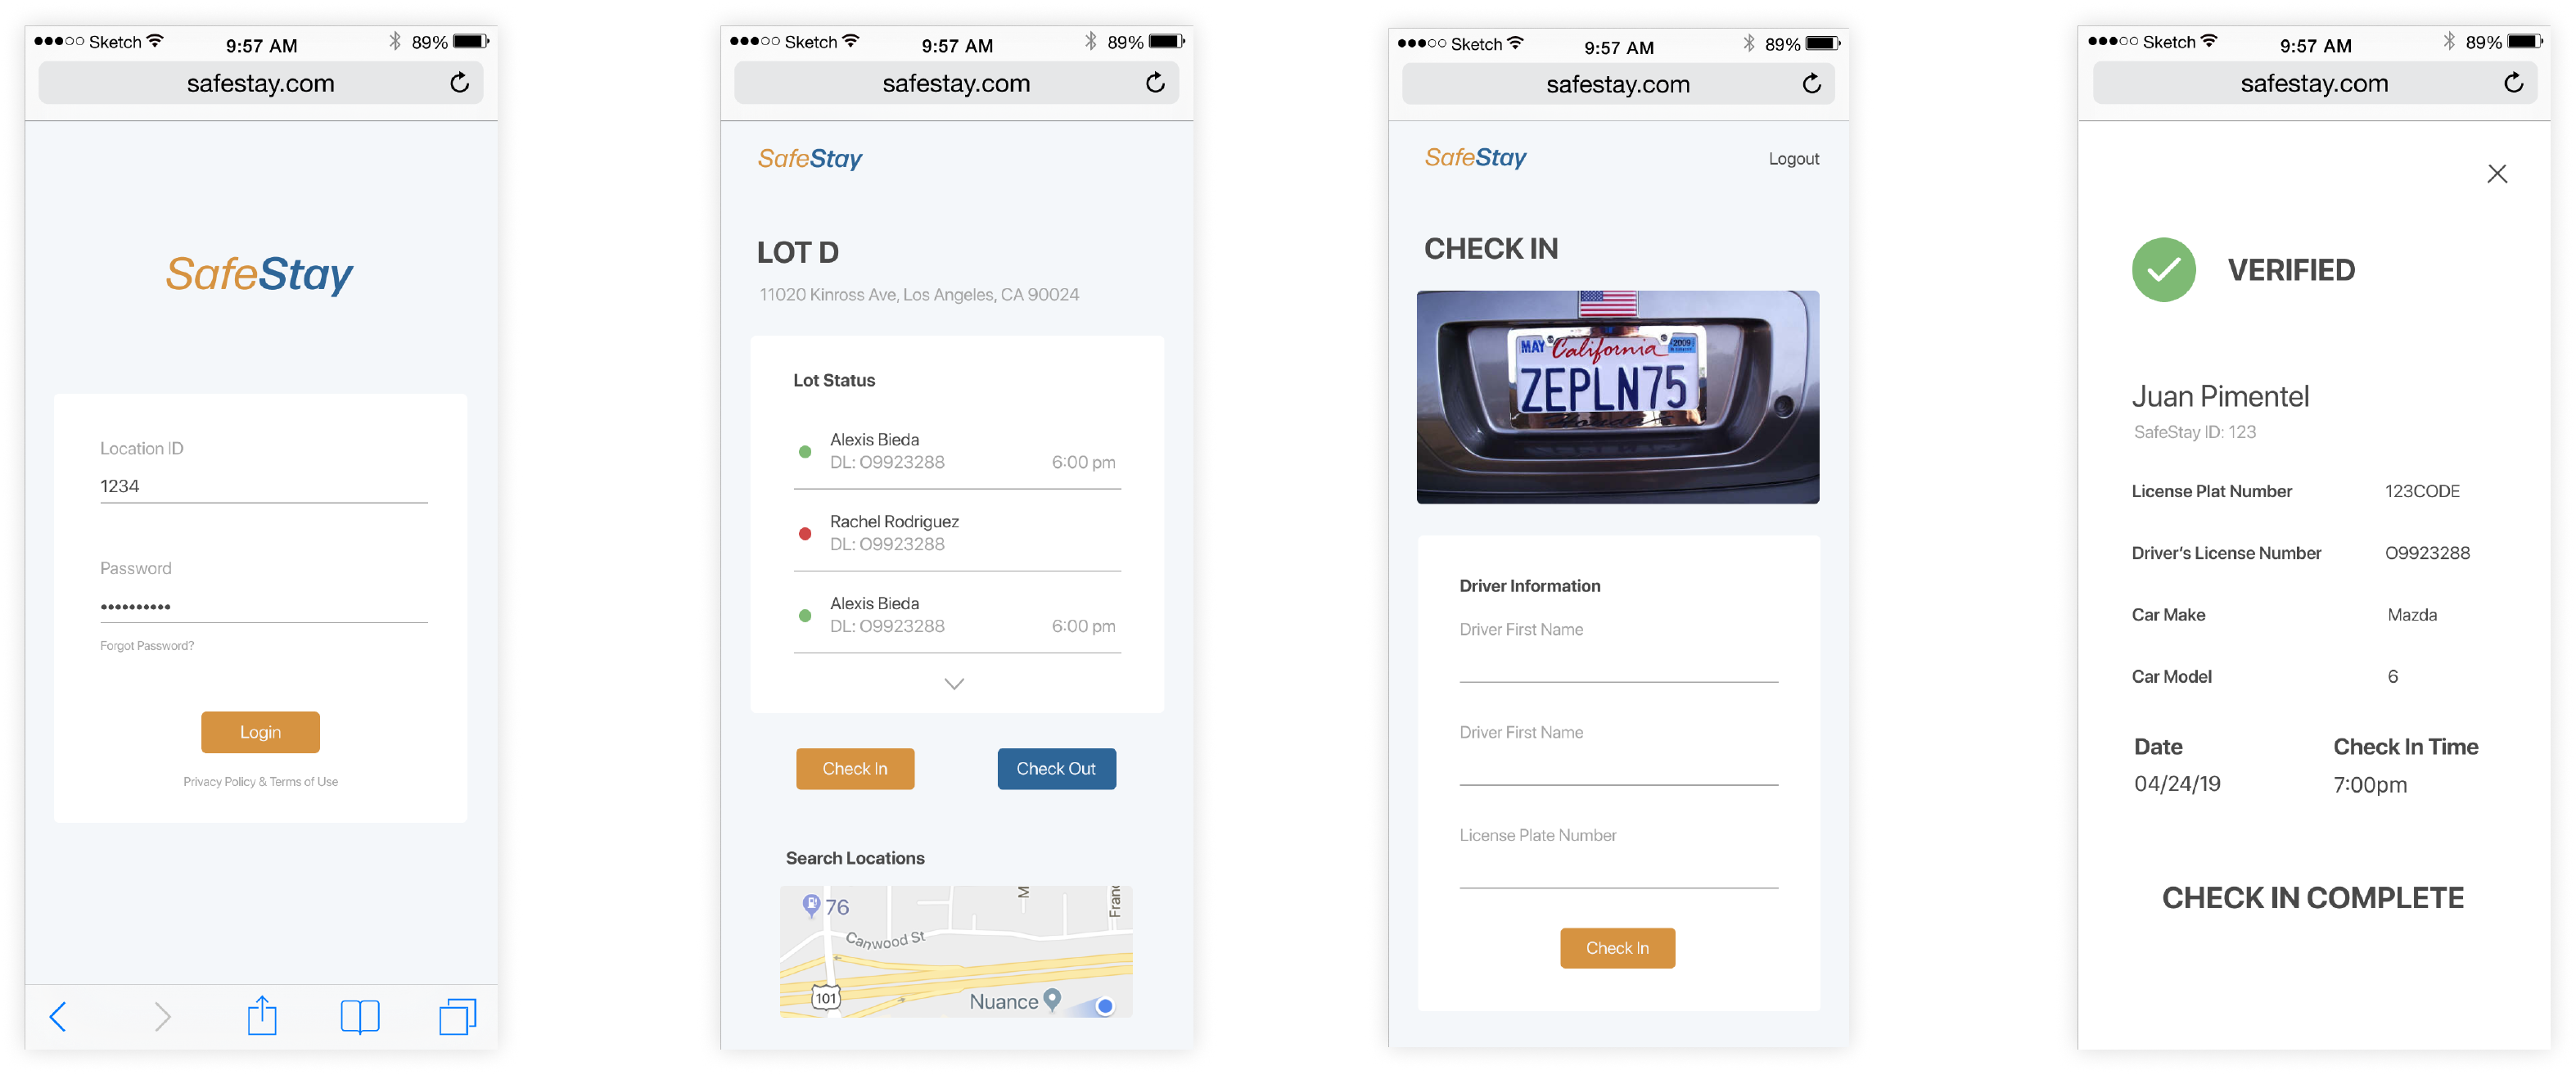 Sketch 9:57 AM 89%
safestay.com
SafeStay
Location ID
1234
Password
••••••••••
Forgot Password?
Login
Privacy Policy & Terms of Use
Sketch 9:57 AM 89%
safestay.com
SafeStay
LOT D
11020 Kinross Ave, Los Angeles, CA 90024
Lot Status
Alexis Bieda
DL: O9923288 6:00 pm
Rachel Rodriguez
DL: O9923288
Alexis Bieda
DL: O9923288 6:00 pm
Check In Check Out
Search Locations
76
M
Franc
Canwood St
101
Nuance
Sketch 9:57 AM 89%
safestay.com
SafeStay Logout
CHECK IN
MAY California 2009
ZEPLN75
Driver Information
Driver First Name
Driver First Name
License Plate Number
Check In
Sketch 9:57 AM 89%
safestay.com
VERIFIED
Juan Pimentel
SafeStay ID: 123
License Plat Number 123CODE
Driver's License Number O9923288
Car Make Mazda
Car Model 6
Date Check In Time
04/24/19 7:00pm
CHECK IN COMPLETE